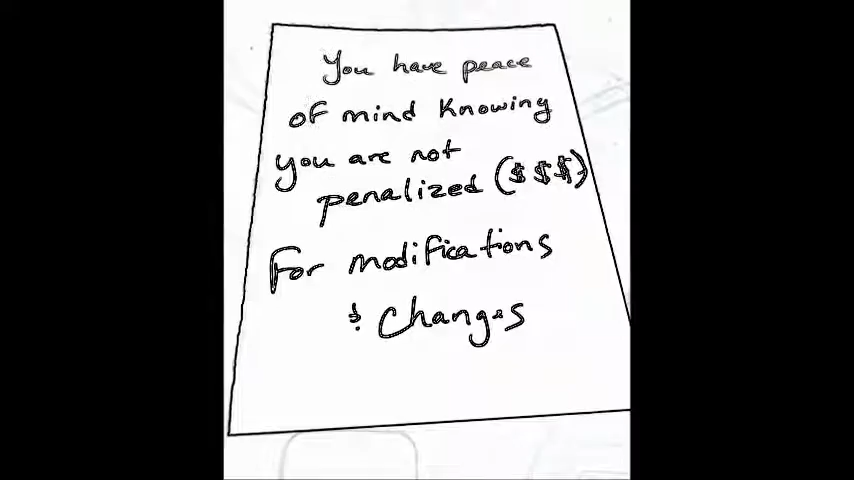 You have peace
of mind Knowing
you are not
penalized ($$$)
For modifications
& Changes